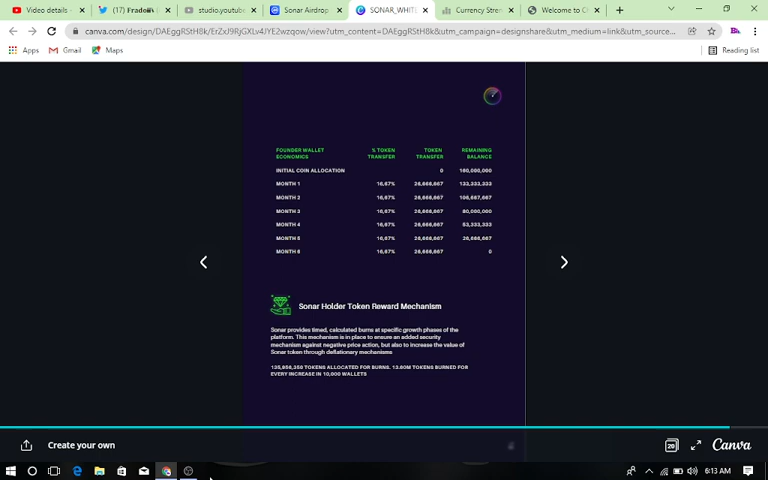 Video details -
(17) Fradow
studio.youtube
Sonar Airdrop
SONAR_WHITE
Currency Stren
Welcome to C
canva.com/design/DAEggRStH8k/ErZxJ9RjGXLv4JYE2wzqow/view?utm_content=DAEggRStH8k&utm_campaign=designshare&utm_medium=link&utm_source...
Apps
Gmail
Maps
Reading list
FOUNDER WALLET ECONOMICS % TOKEN TRANSFER TOKEN TRANSFER REMAINING BALANCE
INITIAL COIN ALLOCATION 0 160,000,000
MONTH 1 16,67% 26,666,667 133,333,333
MONTH 2 16,67% 26,666,667 106,667,667
MONTH 3 16,67% 26,666,667 80,000,000
MONTH 4 16,67% 26,666,667 53,333,333
MONTH 5 16,67% 26,666,667 26,666,667
MONTH 6 16,67% 26,666,667 0
Sonar Holder Token Reward Mechanism
Sonar provides timed, calculated burns at specific growth phases of the
platform. This mechanism is in place to ensure an added security
mechanism against negative price action, but also to increase the value of
Sonar token through deflationary mechanisms
TOKENS ALLOCATED FOR BURNS. 13.60M TOKENS BURNED FOR
EVERY INCREASE IN 10,000 WALLETS
Create your own
20
Canva
6:13 AM